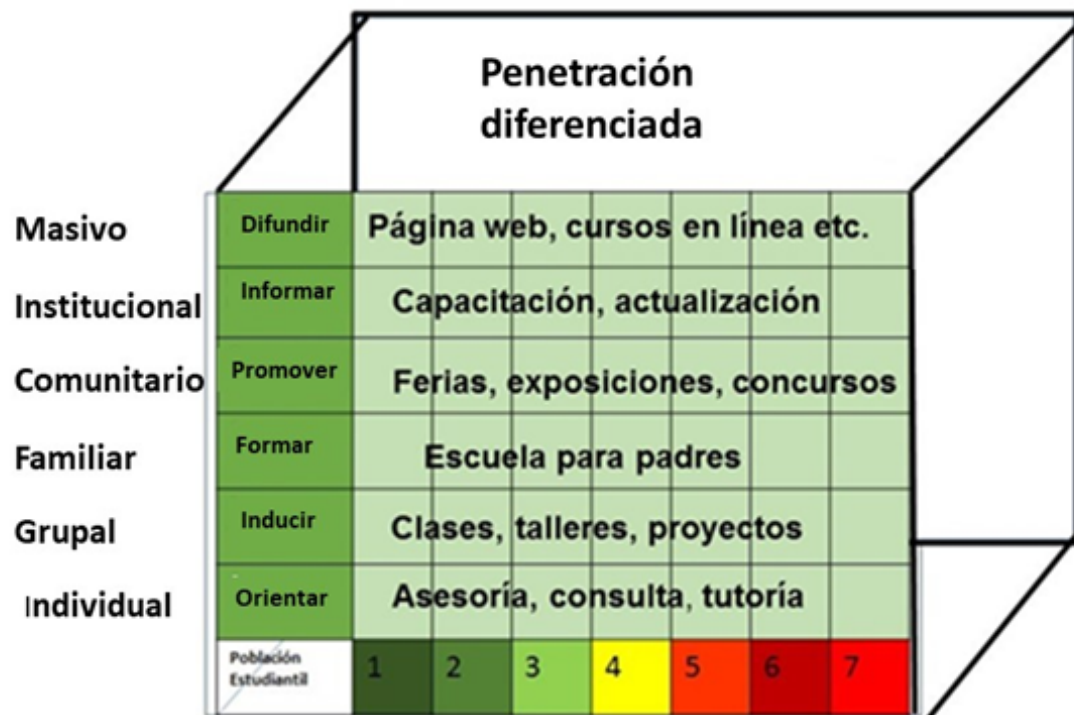 Penetración
diferenciada
Masivo Difundir Página web, cursos en línea etc.
Institucional Informar Capacitación, actualización
Comunitario Promover Ferias, exposiciones, concursos
Familiar Formar Escuela para padres
Grupal Inducir Clases, talleres, proyectos
Individual Orientar Asesoría, consulta, tutoría
Población
Estudiantil
1 2 3 4 5 6 7